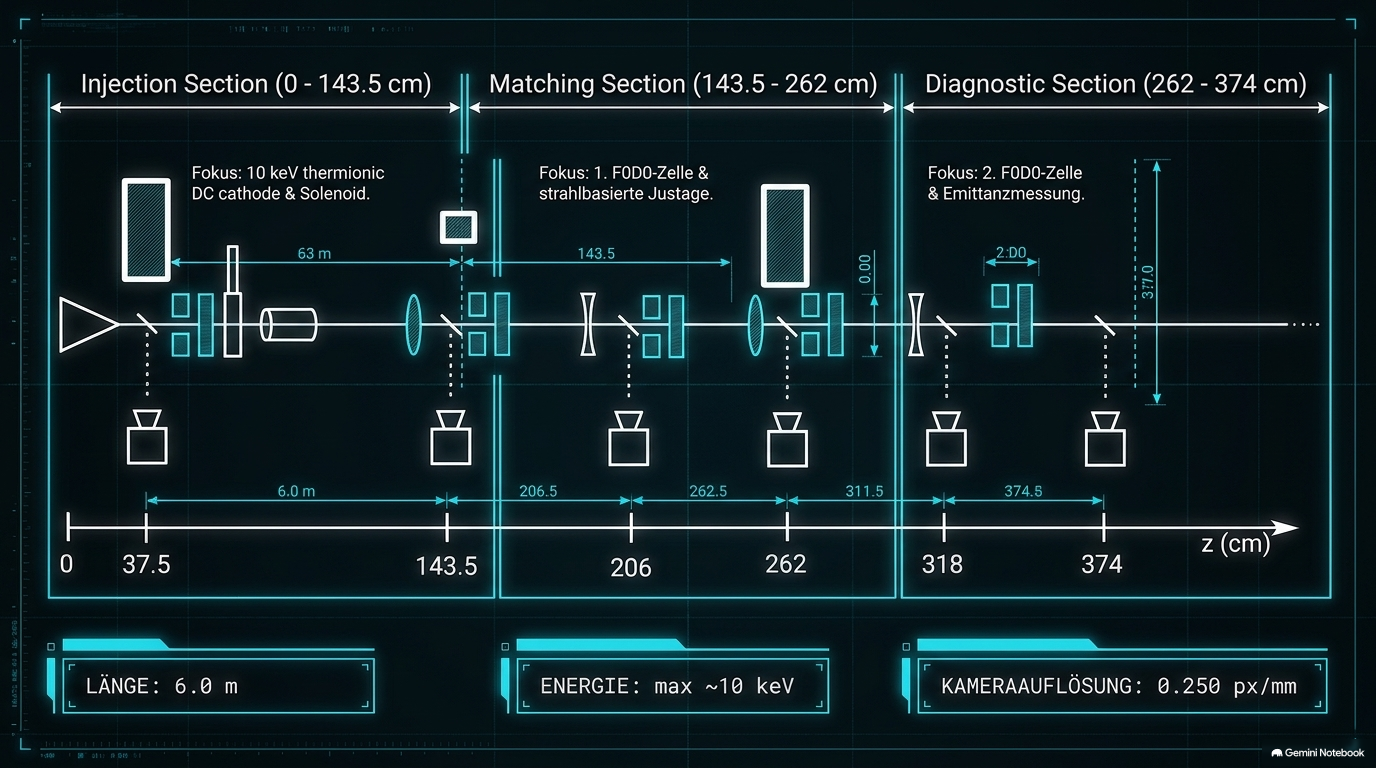 Injection Section (0 - 143.5 cm)
Matching Section (143.5 - 262 cm)
Diagnostic Section (262 - 374 cm)
Fokus: 10 keV thermionic
DC cathode & Solenoid.
Fokus: 1. F0D0-Zelle &
strahlbasierte Justage.
Fokus: 2. F0D0-Zelle
& Emittanzmessung.
63 m
143.5
0.00
2:D0
377.0
6.0 m
206.5
262.5
311.5
374.5
0
37.5
143.5
206
262
318
374
z (cm)
LÄNGE: 6.0 m
ENERGIE: max ~10 keV
KAMERAAUFLÖSUNG: 0.250 px/mm
Gemini Notebook